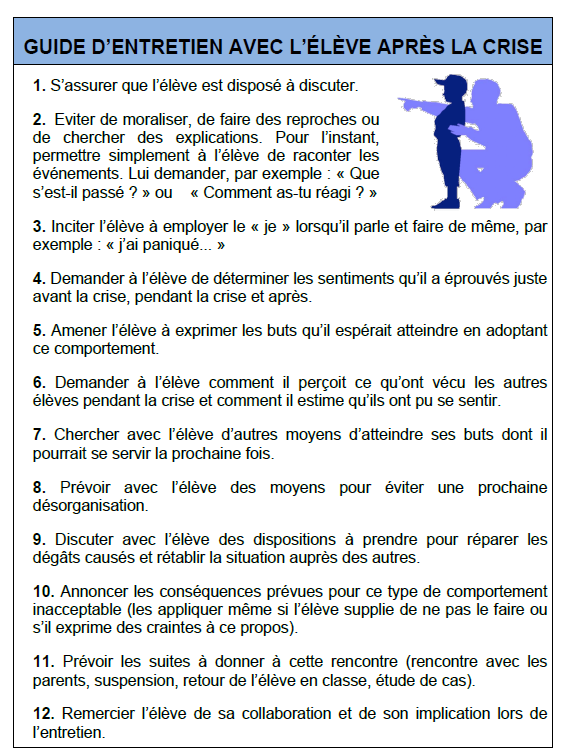 GUIDE D’ENTRETIEN AVEC L’ÉLÈVE APRÈS LA CRISE
1. S’assurer que l’élève est disposé à discuter.
2. Eviter de moraliser, de faire des reproches ou
de chercher des explications. Pour l’instant,
permettre simplement à l’élève de raconter les
événements. Lui demander, par exemple : « Que
s’est-il passé ? » ou « Comment as-tu réagi ? »
3. Inciter l’élève à employer le « je » lorsqu’il parle et faire de même, par
exemple : « j’ai paniqué... »
4. Demander à l’élève de déterminer les sentiments qu’il a éprouvés juste
avant la crise, pendant la crise et après.
5. Amener l’élève à exprimer les buts qu’il espérait atteindre en adoptant
ce comportement.
6. Demander à l’élève comment il perçoit ce qu’ont vécu les autres
élèves pendant la crise et comment il estime qu’ils ont pu se sentir.
7. Chercher avec l’élève d’autres moyens d’atteindre ses buts dont il
pourrait se servir la prochaine fois.
8. Prévoir avec l’élève des moyens pour éviter une prochaine
désorganisation.
9. Discuter avec l’élève des dispositions à prendre pour réparer les
dégâts causés et rétablir la situation auprès des autres.
10. Annoncer les conséquences prévues pour ce type de comportement
inacceptable (les appliquer même si l’élève supplie de ne pas le faire ou
s’il exprime des craintes à ce propos).
11. Prévoir les suites à donner à cette rencontre (rencontre avec les
parents, suspension, retour de l’élève en classe, étude de cas).
12. Remercier l’élève de sa collaboration et de son implication lors de
l’entretien.